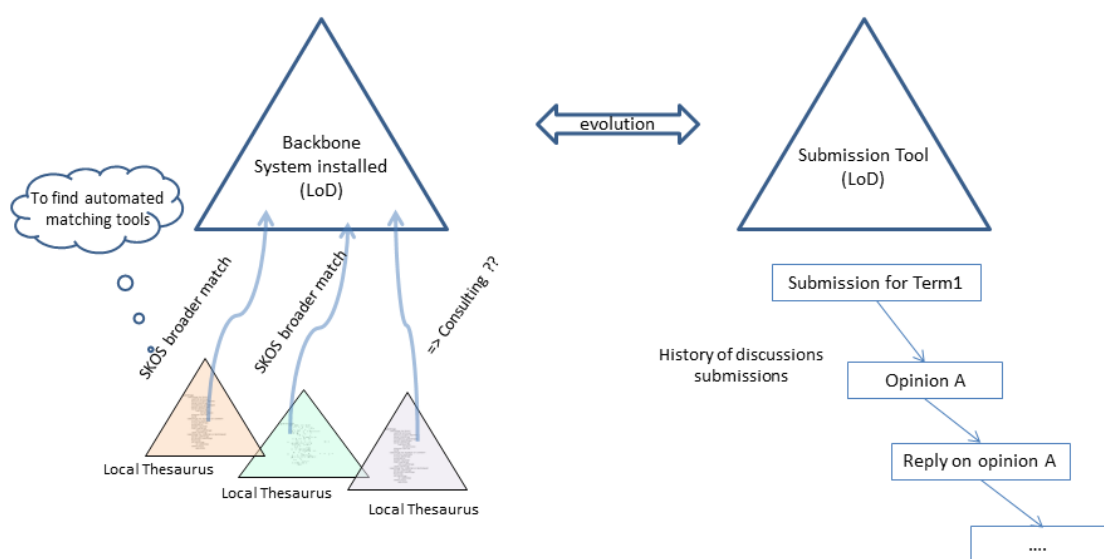 Backbone
System installed
(LoD)
evolution
Submission Tool
(LoD)
To find automated
matching tools
SKOS broader match
SKOS broader match
=> Consulting ??
Local Thesaurus
Local Thesaurus
Local Thesaurus
Submission for Term1
History of discussions
submissions
Opinion A
Reply on opinion A
....